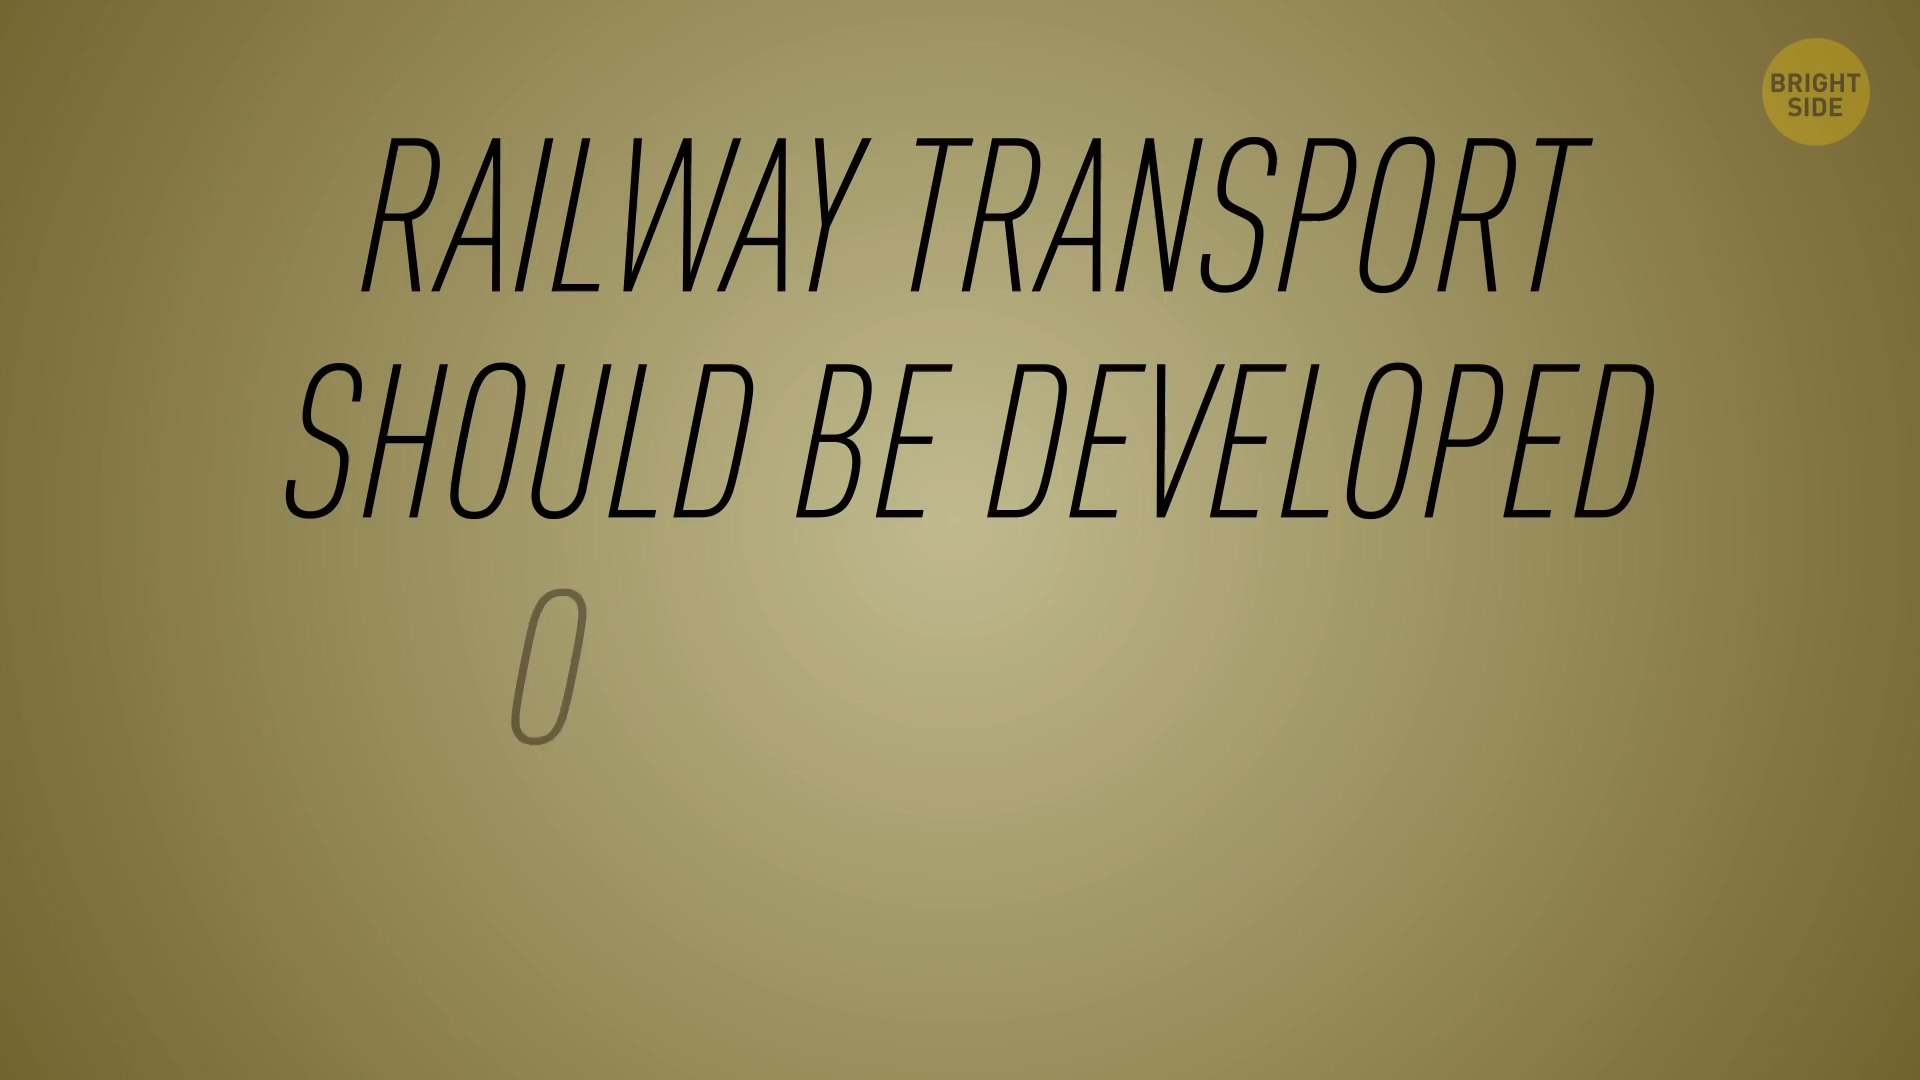 BRIGHT
SIDE
RAILWAY TRANSPORT
SHOULD BE DEVELOPED
O